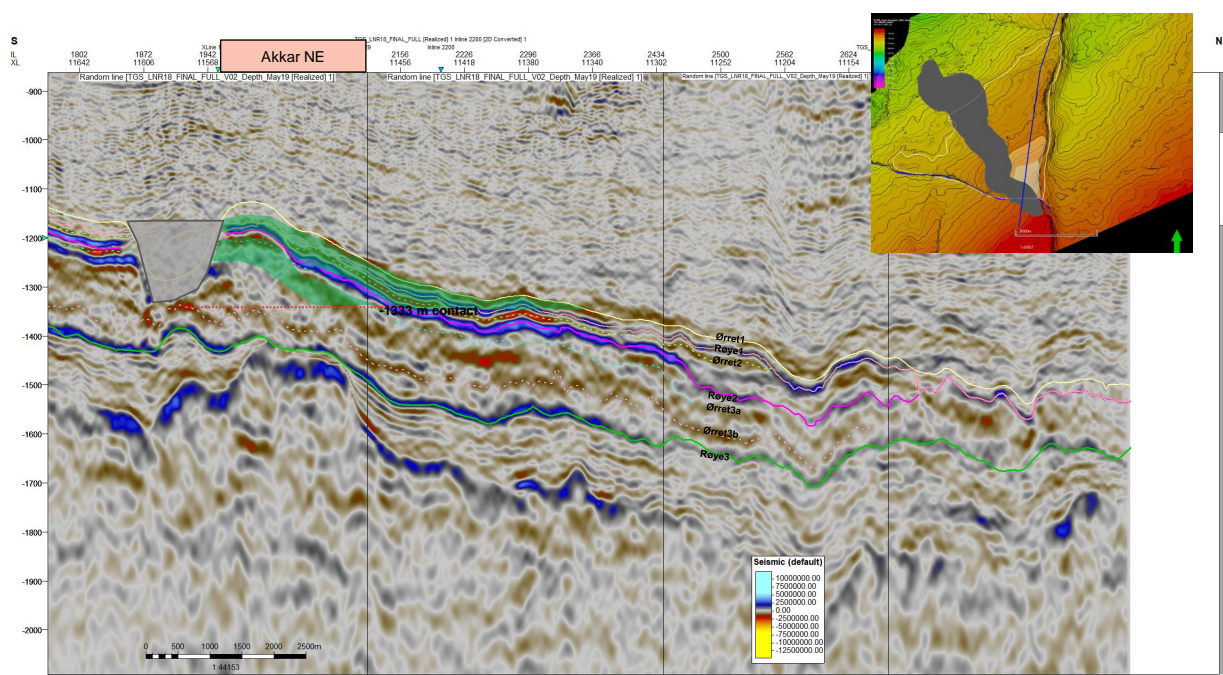 TGS_LNR18_FINAL_FULL [Realized] 1 Inline 2200 [2D Converted] 1
S
N
Akkar NE
XLine 1
Inline 2200
IL 1802 1872 1942 2156 2226 2296 2366 2434 2500 2562 2624
XL 11642 11606 11568 11456 11418 11380 11340 11302 11252 11204 11154
Random line [TGS_LNR18_FINAL_FULL_V02_Depth_May19 [Realized] 1]
Random line [TGS_LNR18_FINAL_FULL_V02_Depth_May19 [Realized] 1]
Random line [TGS_LNR18_FINAL_FULL_V02_Depth_May19 [Realized] 1]
-900
-1000
-1100
-1200
-1300
-1333 m contact
-1400
Ørret1
Røye1
Ørret2
-1500
Røye2
Ørret3a
Ørret3b
-1600
Røye3
-1700
-1800
-1900
-2000
Seismic (default)
10000000.00
7500000.00
5000000.00
2500000.00
0.00
-2500000.00
-5000000.00
-7500000.00
-10000000.00
-12500000.00
0 500 1000 1500 2000 2500m
1:44153